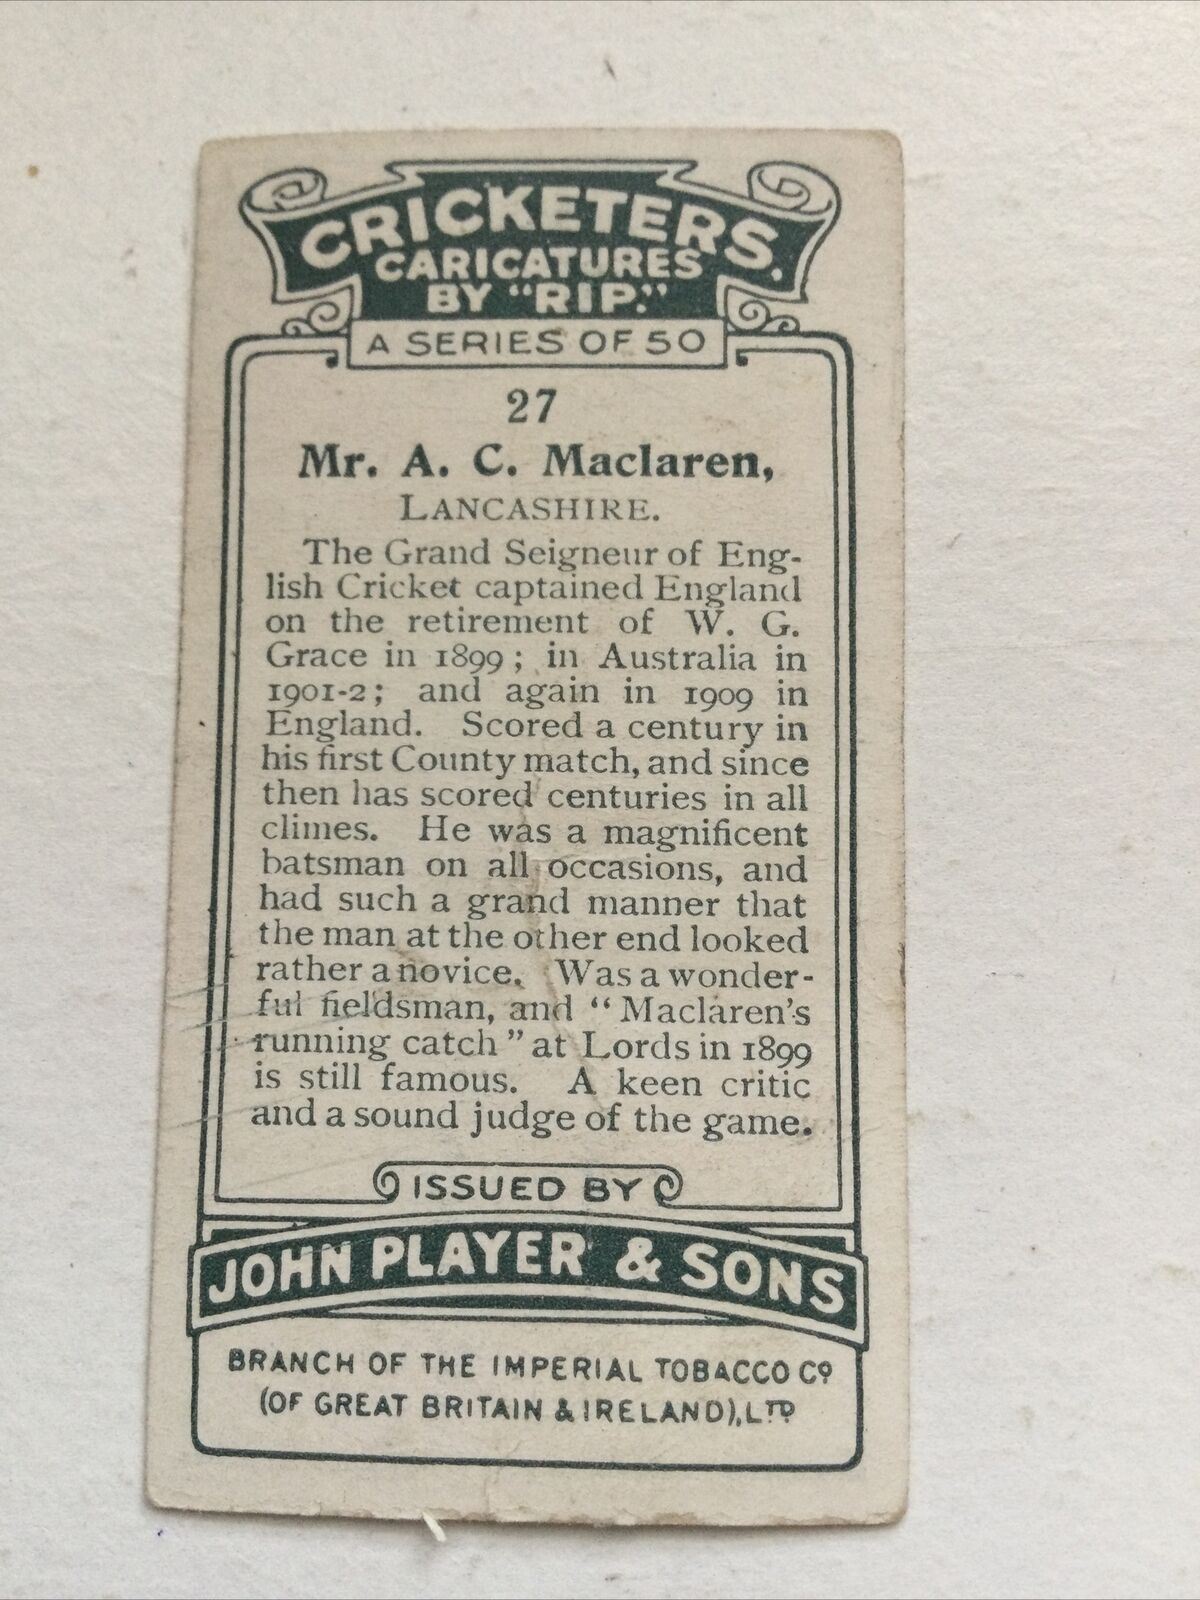 CRICKETERS.
CARICATURES
BY "RIP."
A SERIES OF 50
27
Mr. A. C. Maclaren,
LANCASHIRE.
The Grand Seigneur of Eng-
lish Cricket captained England
on the retirement of W. G.
Grace in 1899; in Australia in
1901-2; and again in 1909 in
England. Scored a century in
his first County match, and since
then has scored centuries in all
climes. He was a magnificent
batsman on all occasions, and
had such a grand manner that
the man at the other end looked
rather a novice. Was a wonder-
ful fieldsman, and "Maclaren's
running catch" at Lords in 1899
is still famous. A keen critic
and a sound judge of the game.
ISSUED BY
JOHN PLAYER & SONS
BRANCH OF THE IMPERIAL TOBACCO CO
(OF GREAT BRITAIN & IRELAND), LTD